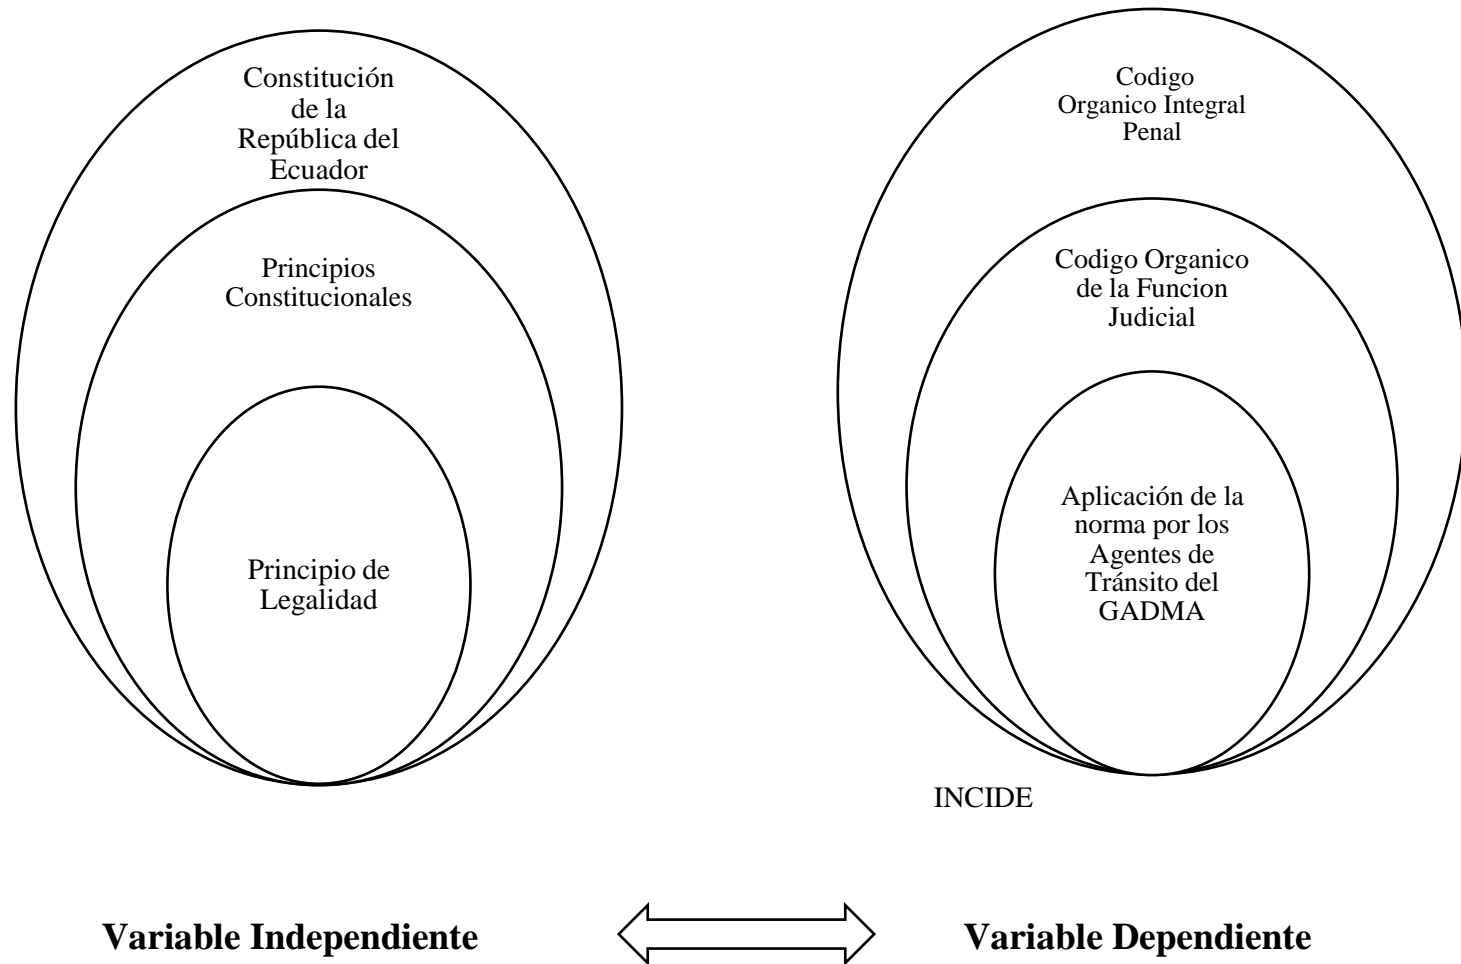 Constitución
de la
República del
Ecuador
Principios
Constitucionales
Principio de
Legalidad
Codigo
Organico Integral
Penal
Codigo Organico
de la Funcion
Judicial
Aplicación de la
norma por los
Agentes de
Tránsito del
GADMA
INCIDE
Variable Independiente
Variable Dependiente